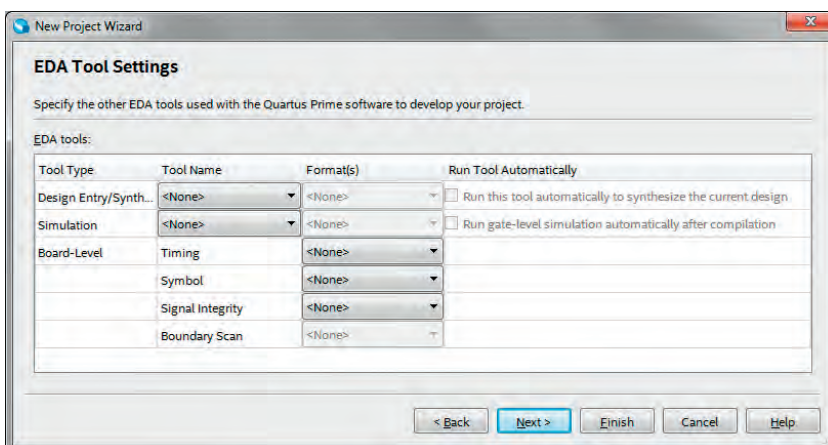 New Project Wizard
EDA Tool Settings
Specify the other EDA tools used with the Quartus Prime software to develop your project.
EDA tools:
Tool Type Tool Name Format(s) Run Tool Automatically
Design Entry/Synth... <None> <None> Run this tool automatically to synthesize the current design
Simulation <None> <None> Run gate-level simulation automatically after compilation
Board-Level Timing <None>
Symbol <None>
Signal Integrity <None>
Boundary Scan <None>
< Back Next > Finish Cancel Help